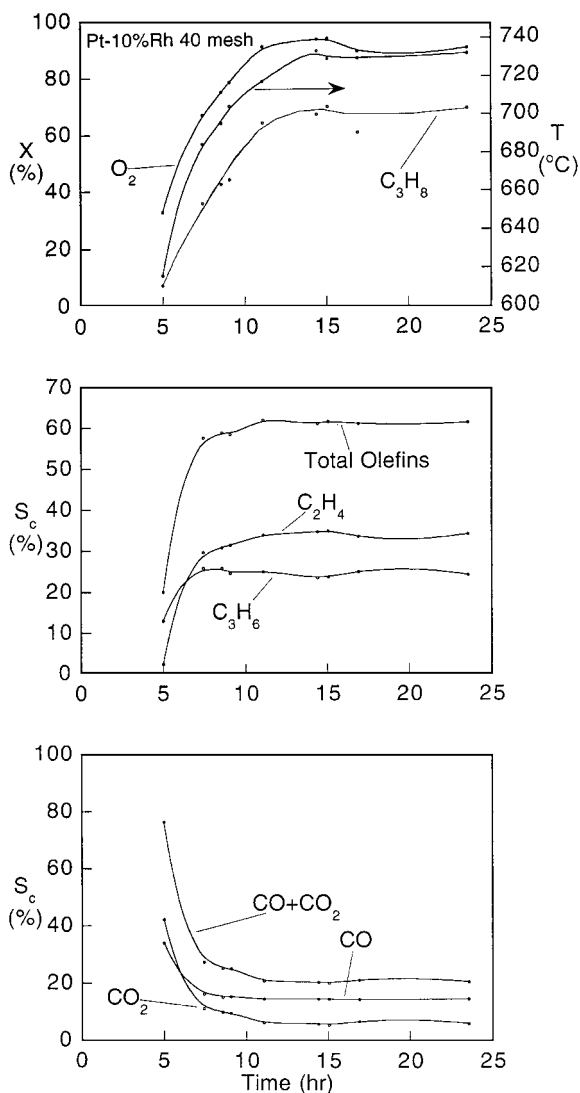 Pt-10%Rh 40 mesh
100
80
60
40
20
0
X
(%)
O₂
C₃H₈
740
720
700
680
660
640
620
600
T
(°C)
0 5 10 15 20 25
70
60
50
40
30
20
10
0
S_c
(%)
Total Olefins
C₂H₄
C₃H₆
0 5 10 15 20 25
100
80
60
40
20
0
S_c
(%)
CO+CO₂
CO
CO₂
0 5 10 15 20 25
Time (hr)